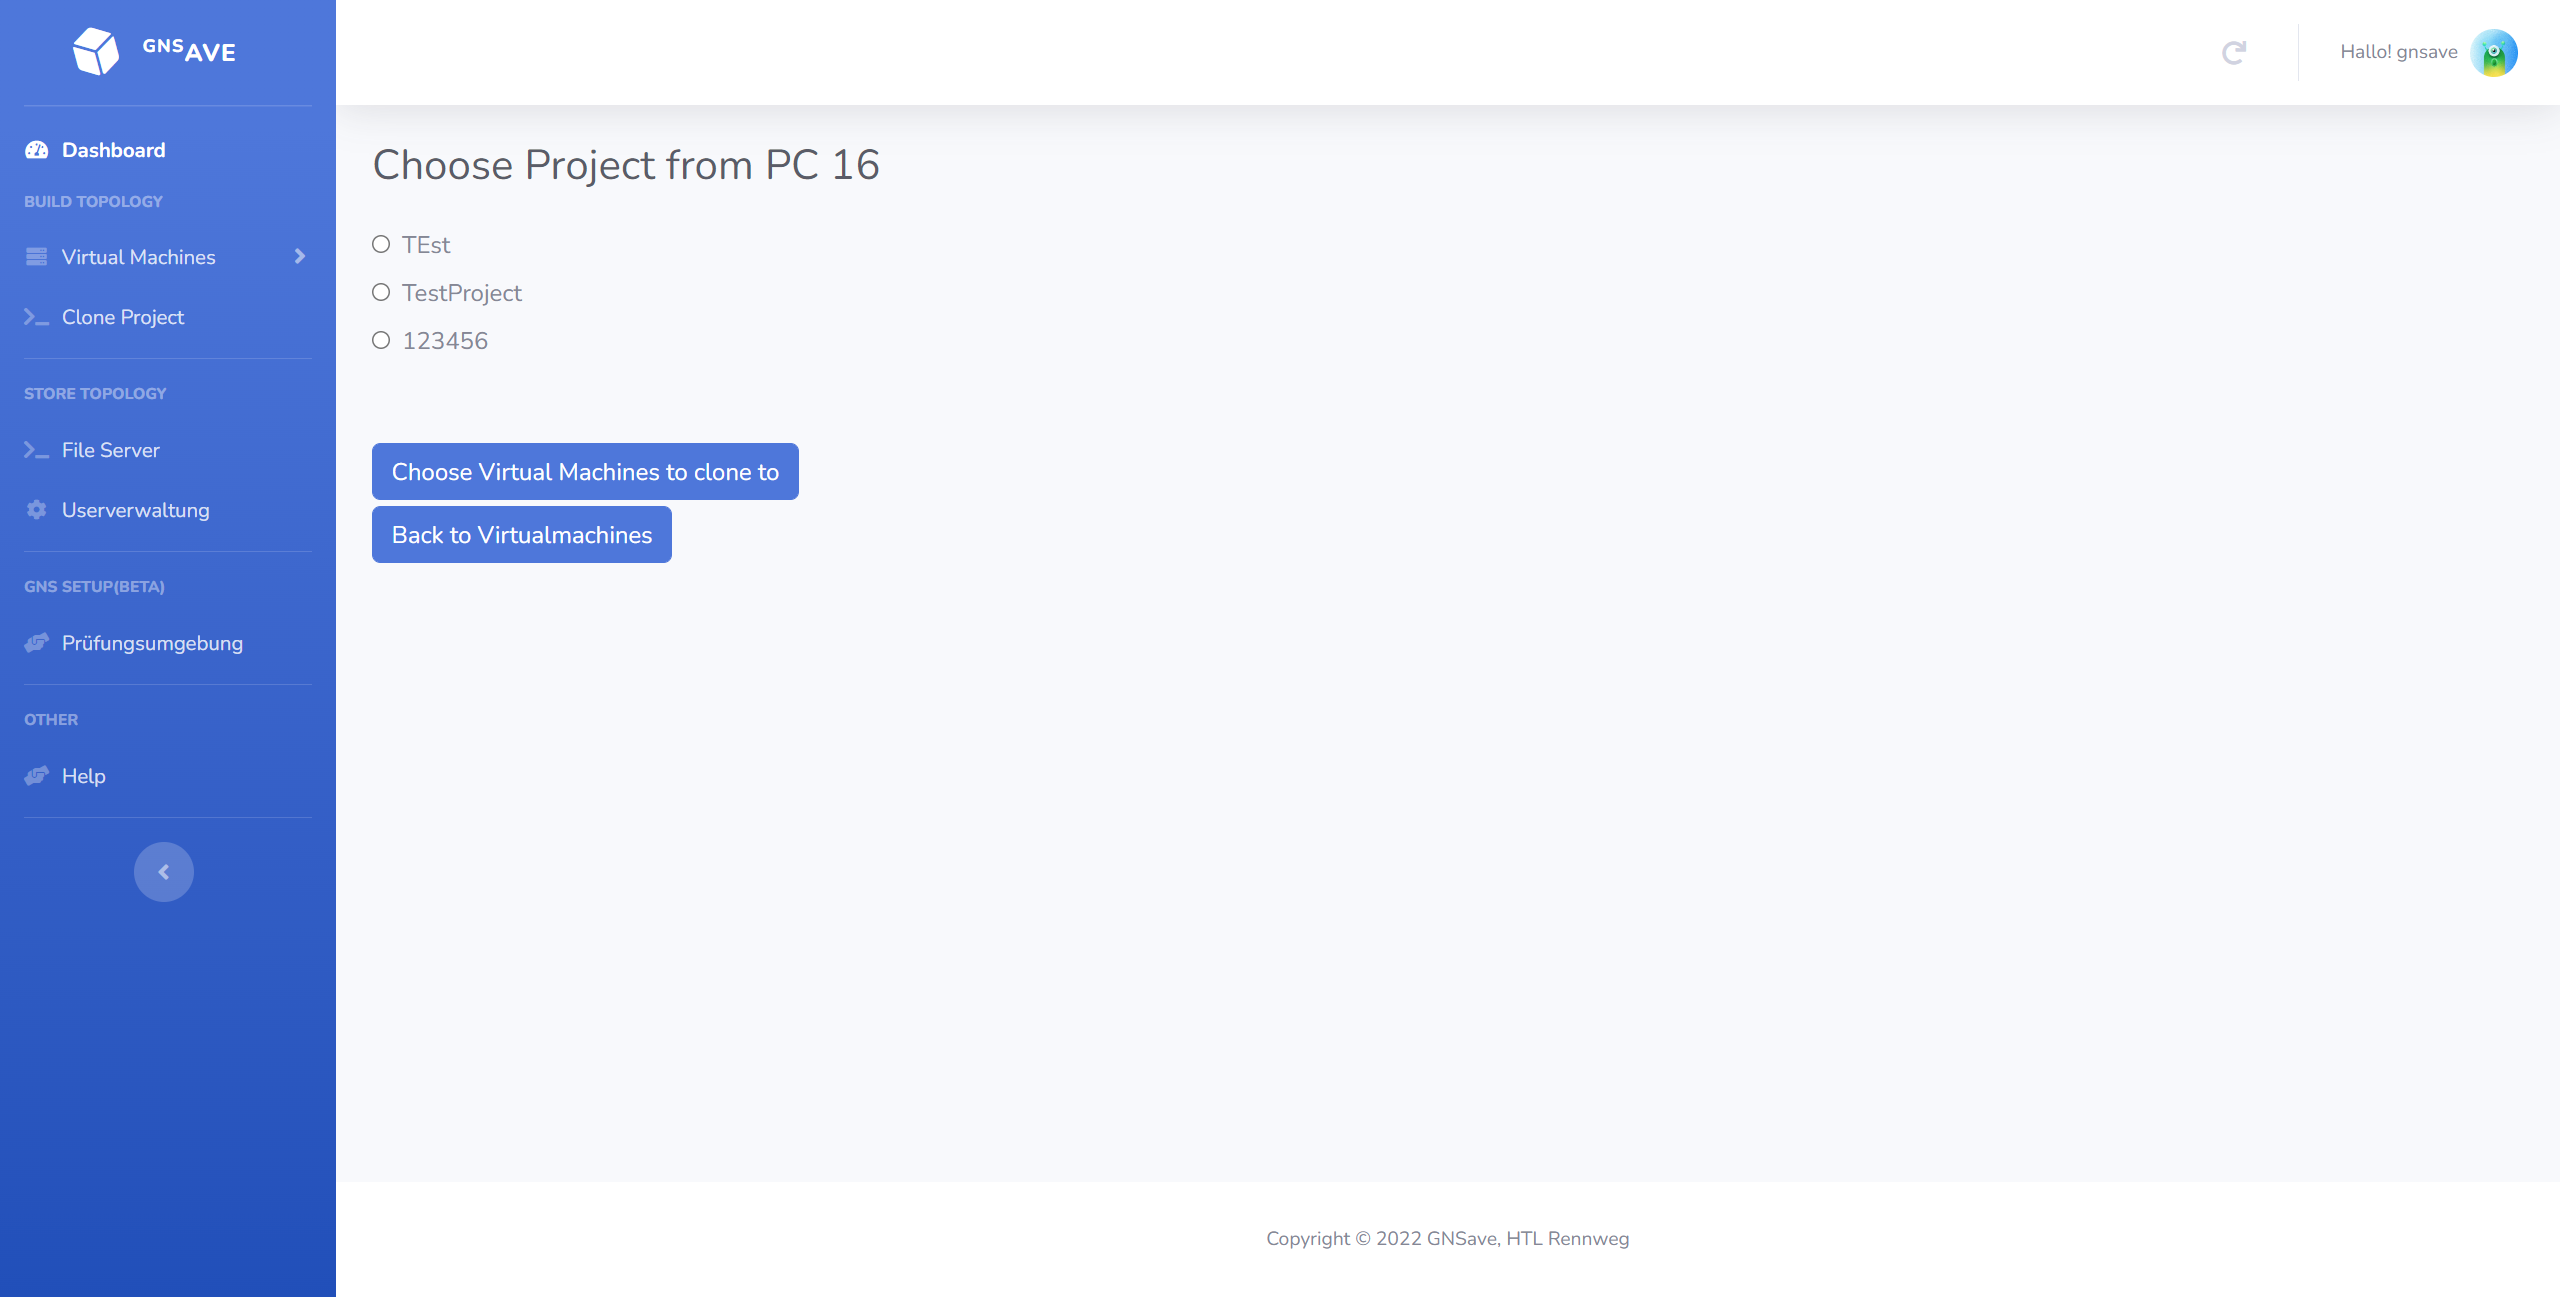 GNSAVE
Hallo! gnsave
Dashboard
BUILD TOPOLOGY
Virtual Machines
Clone Project
STORE TOPOLOGY
File Server
Userverwaltung
GNS SETUP(BETA)
Prüfungsumgebung
OTHER
Help
Choose Project from PC 16
TEst
TestProject
123456
Choose Virtual Machines to clone to
Back to Virtualmachines
Copyright © 2022 GNSave, HTL Rennweg